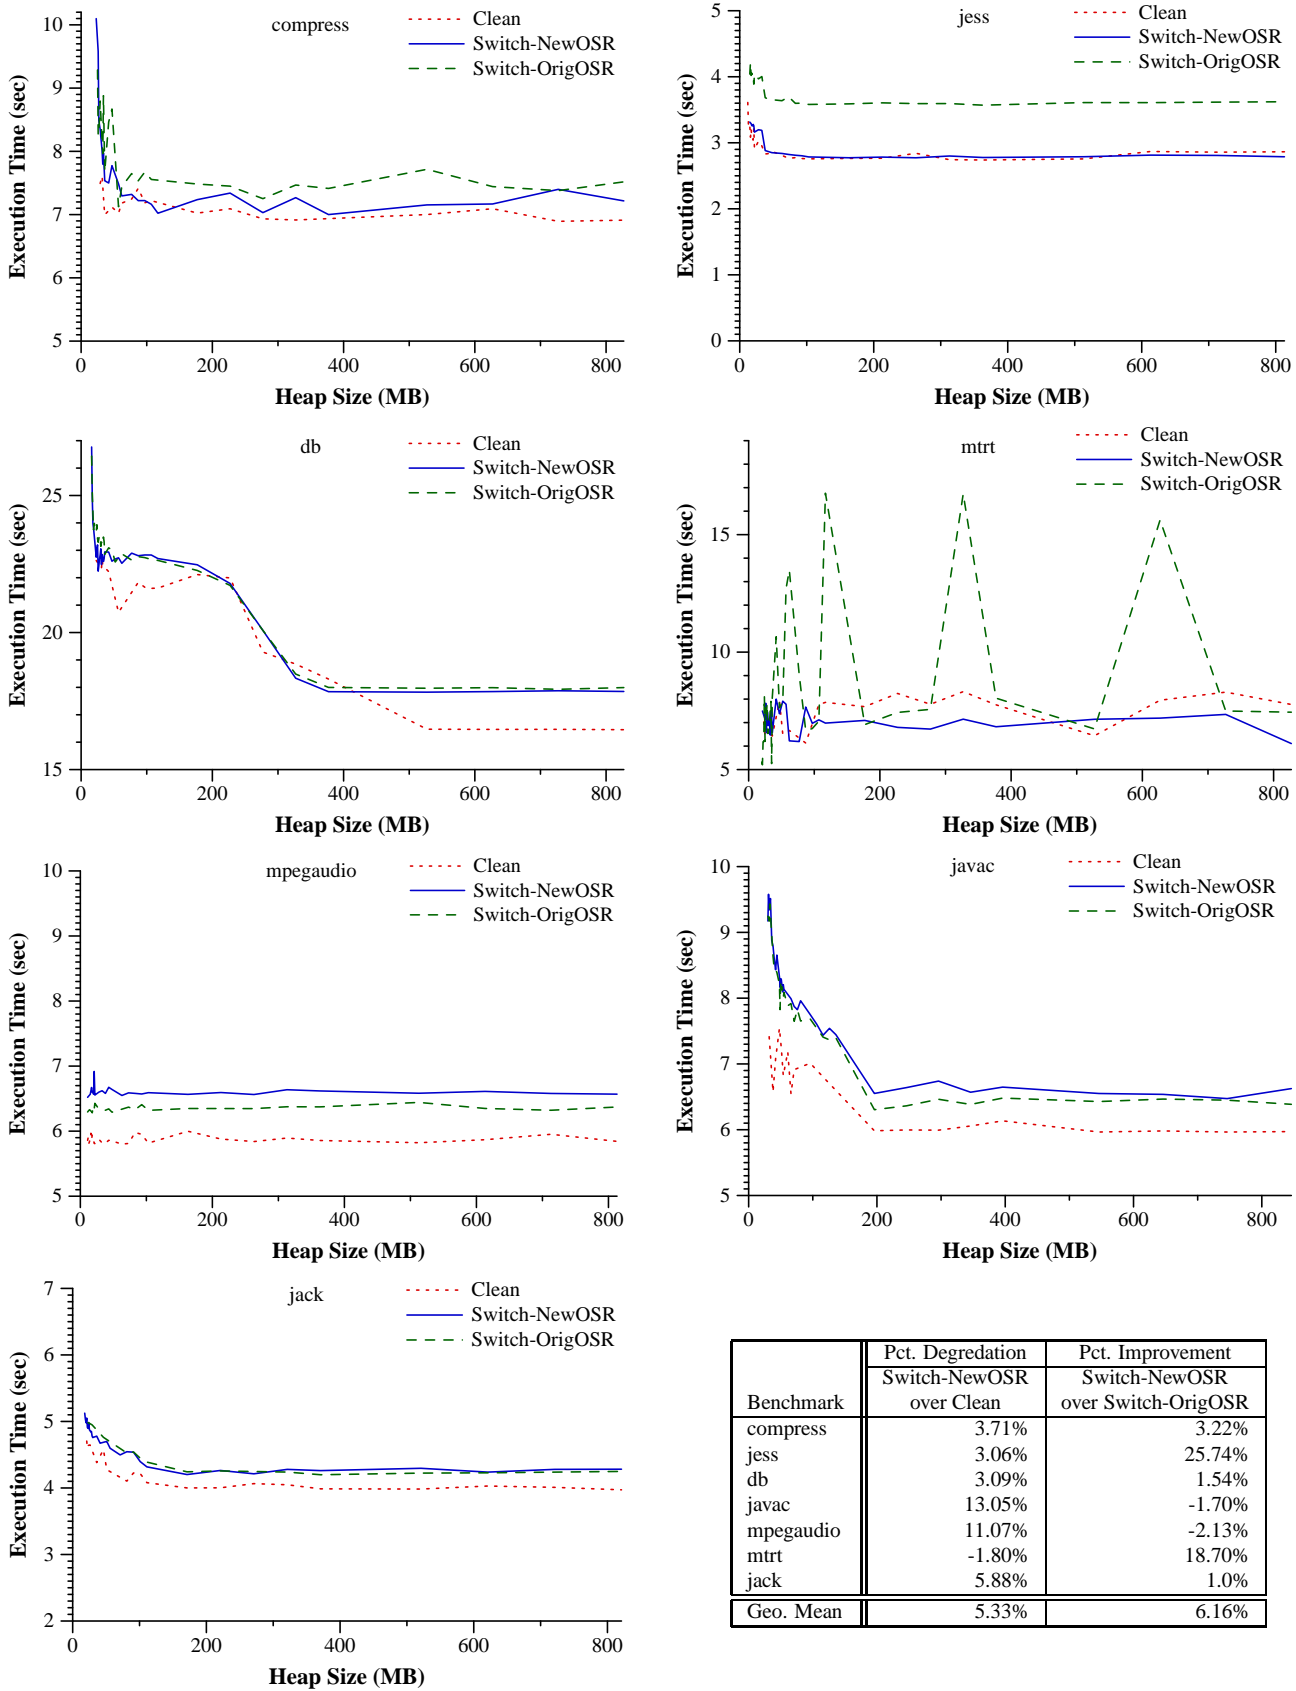 compress
Clean
Switch-NewOSR
Switch-OrigOSR
10
9
8
7
6
5
Execution Time (sec)
0 200 400 600 800
Heap Size (MB)
jess
Clean
Switch-NewOSR
Switch-OrigOSR
5
4
3
2
1
0
Execution Time (sec)
0 200 400 600 800
Heap Size (MB)
db
Clean
Switch-NewOSR
Switch-OrigOSR
25
20
15
Execution Time (sec)
0 200 400 600 800
Heap Size (MB)
mtrt
Clean
Switch-NewOSR
Switch-OrigOSR
15
10
5
Execution Time (sec)
0 200 400 600 800
Heap Size (MB)
mpegaudio
Clean
Switch-NewOSR
Switch-OrigOSR
10
9
8
7
6
5
Execution Time (sec)
0 200 400 600 800
Heap Size (MB)
javac
Clean
Switch-NewOSR
Switch-OrigOSR
10
9
8
7
6
5
Execution Time (sec)
0 200 400 600 800
Heap Size (MB)
jack
Clean
Switch-NewOSR
Switch-OrigOSR
7
6
5
4
3
2
Execution Time (sec)
0 200 400 600 800
Heap Size (MB)
Pct. Degredation Pct. Improvement
Switch-NewOSR Switch-NewOSR
Benchmark over Clean over Switch-OrigOSR
compress 3.71% 3.22%
jess 3.06% 25.74%
db 3.09% 1.54%
javac 13.05% -1.70%
mpegaudio 11.07% -2.13%
mtrt -1.80% 18.70%
jack 5.88% 1.0%
Geo. Mean 5.33% 6.16%